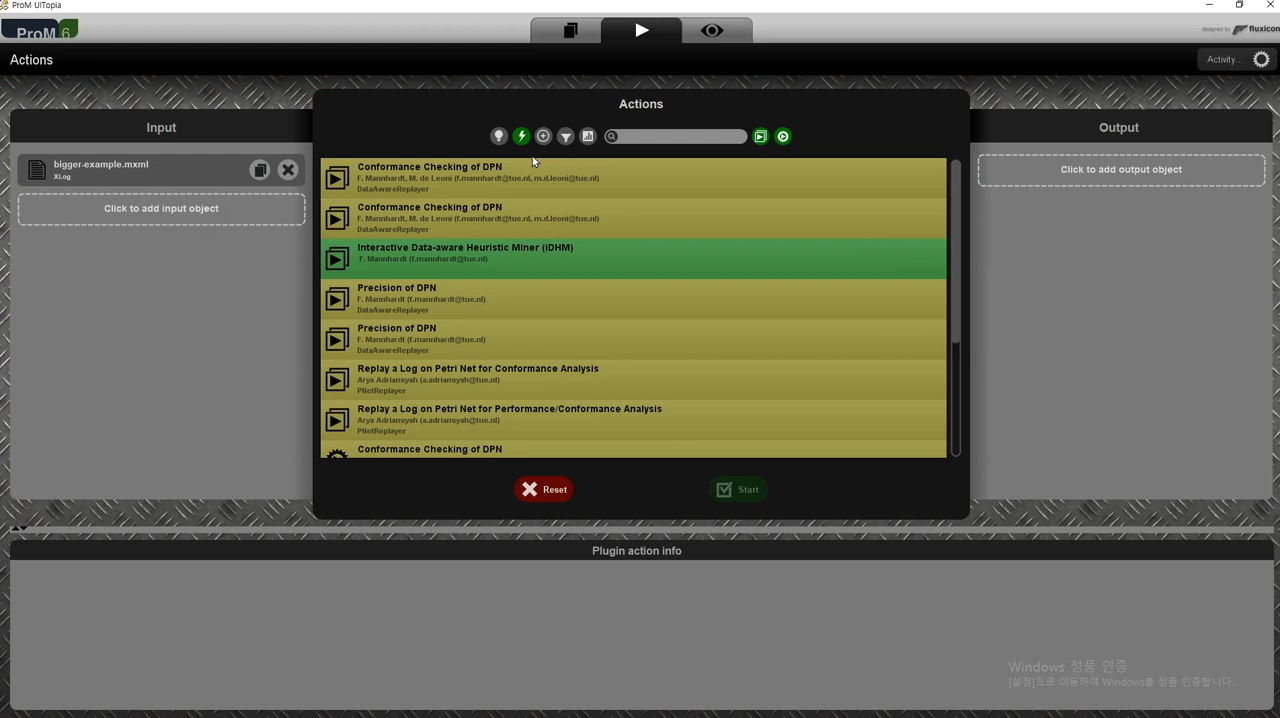 ProM UITopia
ProM 6
designed by fluxicon
Actions
Activity...
Input
Actions
Output
bigger-example.mxml
XLog
Click to add input object
Click to add output object
Conformance Checking of DPN
F. Mannhardt, M. de Leoni (f.mannhardt@tue.nl, m.d.leoni@tue.nl)
DataAwareReplayer
Conformance Checking of DPN
F. Mannhardt, M. de Leoni (f.mannhardt@tue.nl, m.d.leoni@tue.nl)
DataAwareReplayer
Interactive Data-aware Heuristic Miner (iDHM)
F. Mannhardt (f.mannhardt@tue.nl)
Precision of DPN
F. Mannhardt (f.mannhardt@tue.nl)
DataAwareReplayer
Precision of DPN
F. Mannhardt (f.mannhardt@tue.nl)
DataAwareReplayer
Replay a Log on Petri Net for Conformance Analysis
Arya Adriansyah (a.adriansyah@tue.nl)
PNetReplayer
Replay a Log on Petri Net for Performance/Conformance Analysis
Arya Adriansyah (a.adriansyah@tue.nl)
PNetReplayer
Conformance Checking of DPN
Reset
Start
Plugin action info
Windows 정품 인증
[설정]으로 이동하여 Windows를 정품 인증합니다.